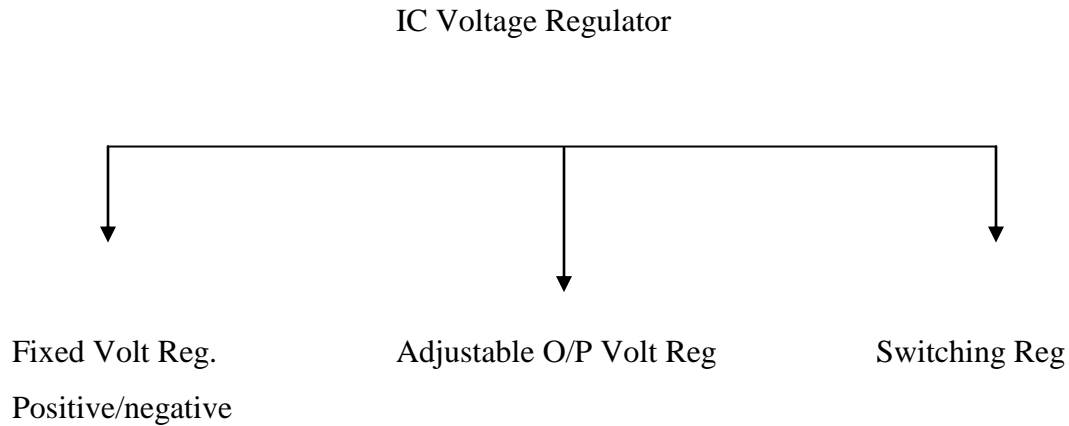 IC Voltage Regulator
Fixed Volt Reg.
Positive/negative
Adjustable O/P Volt Reg
Switching Reg